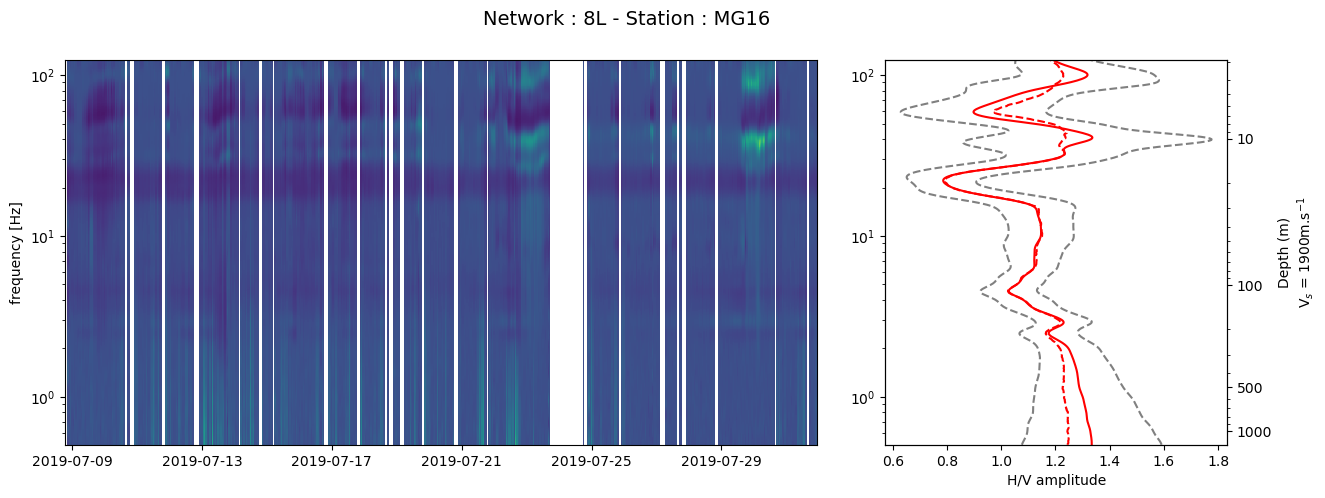 Network : 8L - Station : MG16
frequency [Hz]
10²
10¹
10⁰
2019-07-09 2019-07-13 2019-07-17 2019-07-21 2019-07-25 2019-07-29
10²
10¹
10⁰
0.6 0.8 1.0 1.2 1.4 1.6 1.8
H/V amplitude
10
100
500
1000
Depth (m)
Vₛ = 1900m.s⁻¹